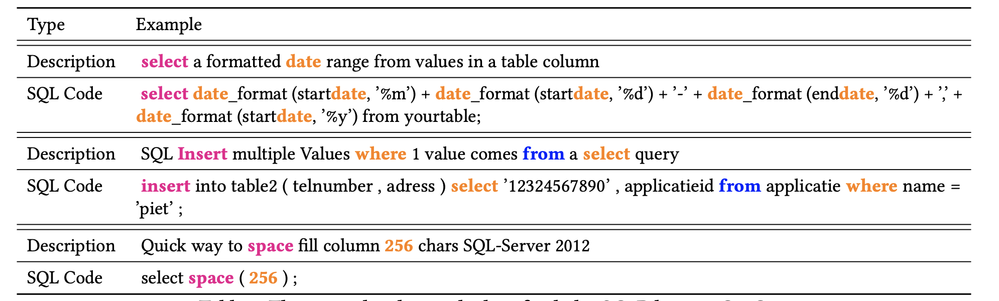 Type Example
Description select a formatted date range from values in a table column
SQL Code select date_format (startdate, ’%m’) + date_format (startdate, ’%d’) + ’-’ + date_format (enddate, ’%d’) + ’,’ +
date_format (startdate, ’%y’) from yourtable;
Description SQL Insert multiple Values where 1 value comes from a select query
SQL Code insert into table2 ( telnumber , adress ) select ’12324567890’ , applicatieid from applicatie where name =
’piet’ ;
Description Quick way to space fill column 256 chars SQL-Server 2012
SQL Code select space ( 256 ) ;